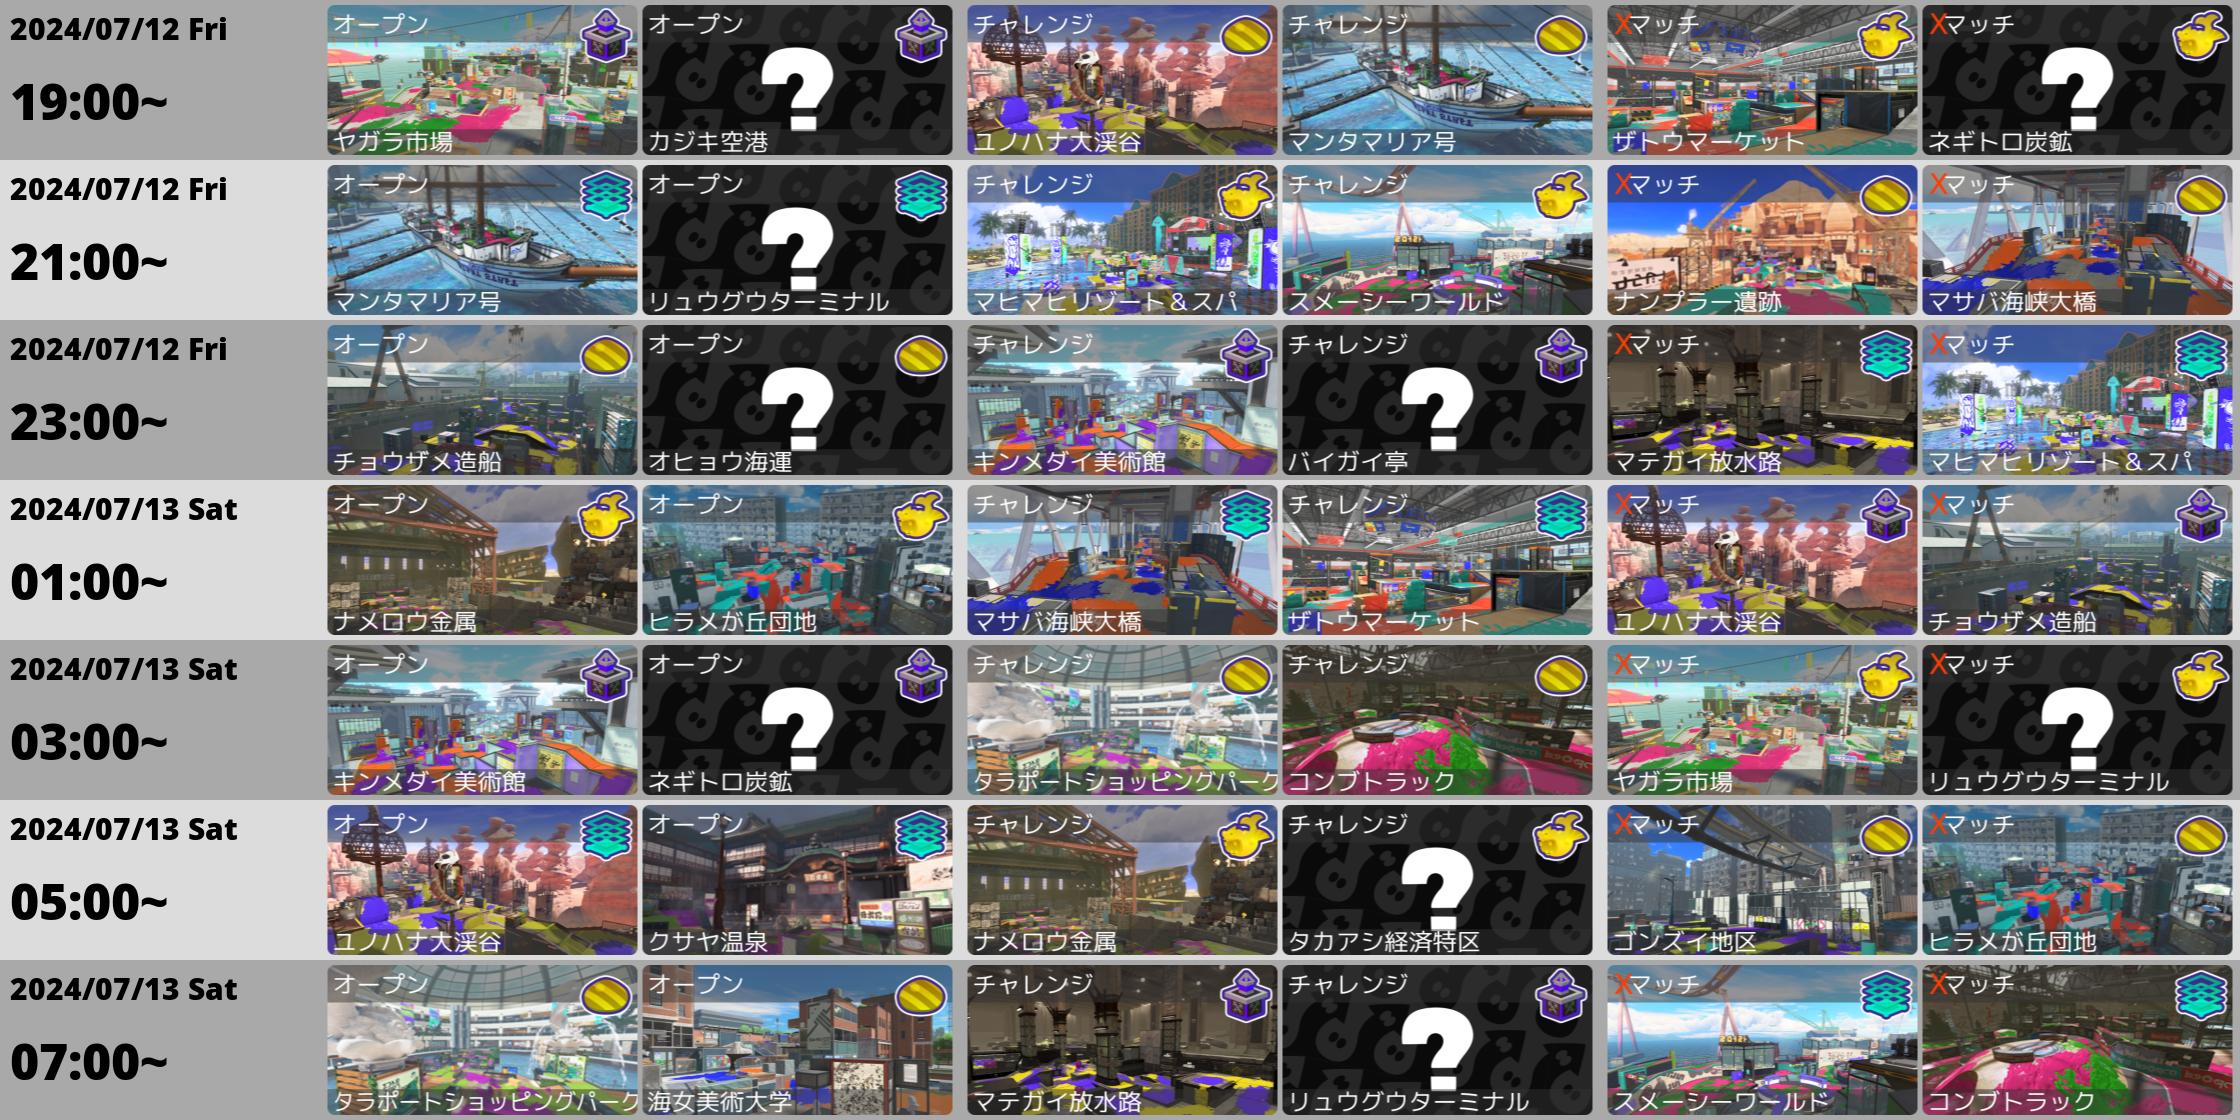 2024/07/12 Fri
19:00~
オープン
ヤガラ市場
オープン
カジキ空港
チャレンジ
ユノハナ大渓谷
チャレンジ
マンタマリア号
Xマッチ
ザトウマーケット
Xマッチ
ネギトロ炭鉱
2024/07/12 Fri
21:00~
オープン
マンタマリア号
オープン
リュウグウターミナル
チャレンジ
マヒマヒリゾート&スパ
チャレンジ
スメーシーワールド
Xマッチ
ナンプラー遺跡
Xマッチ
マサバ海峡大橋
2024/07/12 Fri
23:00~
オープン
チョウザメ造船
オープン
オヒョウ海運
チャレンジ
キンメダイ美術館
チャレンジ
バイガイ亭
Xマッチ
マテガイ放水路
Xマッチ
マヒマヒリゾート&スパ
2024/07/13 Sat
01:00~
オープン
ナメロウ金属
オープン
ヒラメが丘団地
チャレンジ
マサバ海峡大橋
チャレンジ
ザトウマーケット
Xマッチ
ユノハナ大渓谷
Xマッチ
チョウザメ造船
2024/07/13 Sat
03:00~
オープン
キンメダイ美術館
オープン
ネギトロ炭鉱
チャレンジ
タラポートショッピングパーク
チャレンジ
コンブトラック
Xマッチ
ヤガラ市場
Xマッチ
リュウグウターミナル
2024/07/13 Sat
05:00~
オープン
ユノハナ大渓谷
オープン
クサヤ温泉
チャレンジ
ナメロウ金属
チャレンジ
タカアシ経済特区
Xマッチ
ゴンズイ地区
Xマッチ
ヒラメが丘団地
2024/07/13 Sat
07:00~
オープン
タラポートショッピングパーク
オープン
海女美術大学
チャレンジ
マテガイ放水路
チャレンジ
リュウグウターミナル
Xマッチ
スメーシーワールド
Xマッチ
コンブトラック